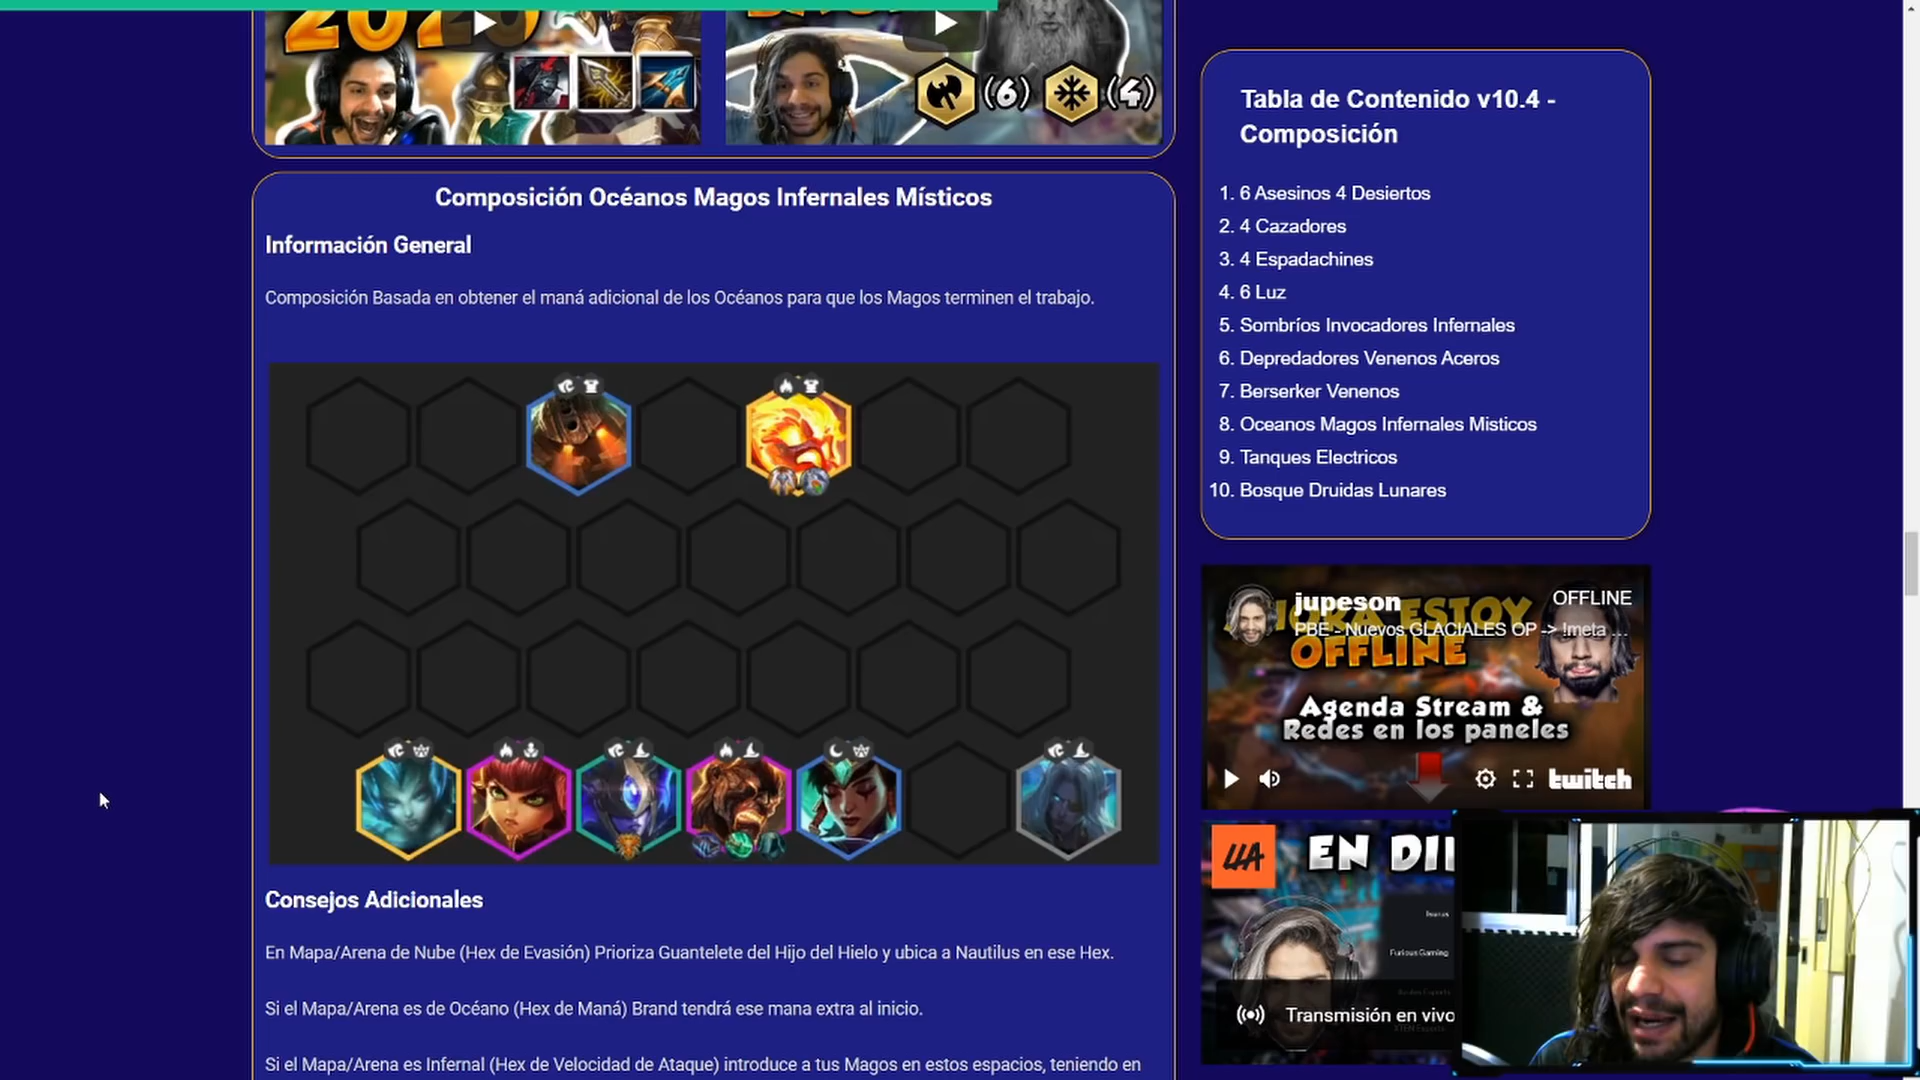 2020
(6)
(4)
Composición Océanos Magos Infernales Místicos
Información General
Composición Basada en obtener el maná adicional de los Océanos para que los Magos terminen el trabajo.
Consejos Adicionales
En Mapa/Arena de Nube (Hex de Evasión) Prioriza Guantelete del Hijo del Hielo y ubica a Nautilus en ese Hex.
Si el Mapa/Arena es de Océano (Hex de Maná) Brand tendrá ese mana extra al inicio.
Si el Mapa/Arena es Infernal (Hex de Velocidad de Ataque) introduce a tus Magos en estos espacios, teniendo en
Tabla de Contenido v10.4 -
Composición
1. 6 Asesinos 4 Desiertos
2. 4 Cazadores
3. 4 Espadachines
4. 6 Luz
5. Sombríos Invocadores Infernales
6. Depredadores Venenos Aceros
7. Berserker Venenos
8. Oceanos Magos Infernales Misticos
9. Tanques Electricos
10. Bosque Druidas Lunares
jupeson
OFFLINE
PBE - Nuevos GLACIALES OP -> !meta ...
ESTOY
OFFLINE
Agenda Stream &
Redes en los paneles
twitch
LLA
EN DI
Furious Gaming
Transmisión en vivo